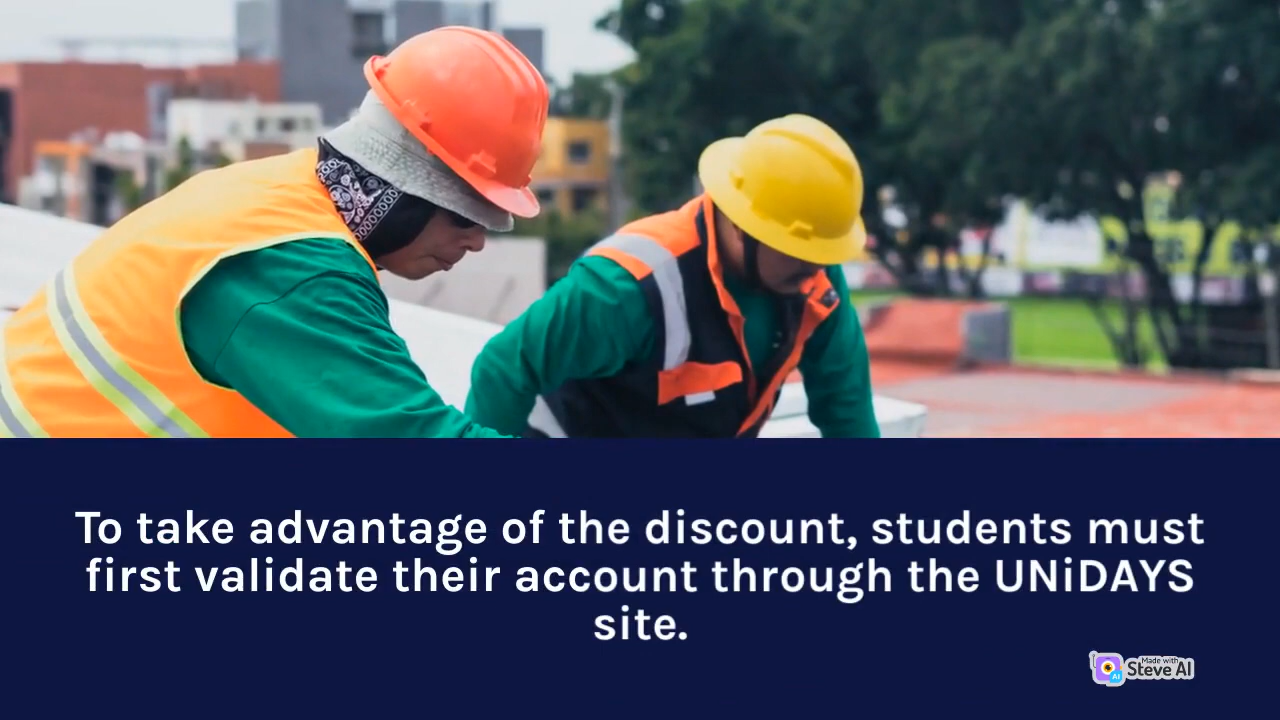 To take advantage of the discount, students must
first validate their account through the UNiDAYS
site.
Made with
Steve AI
AI